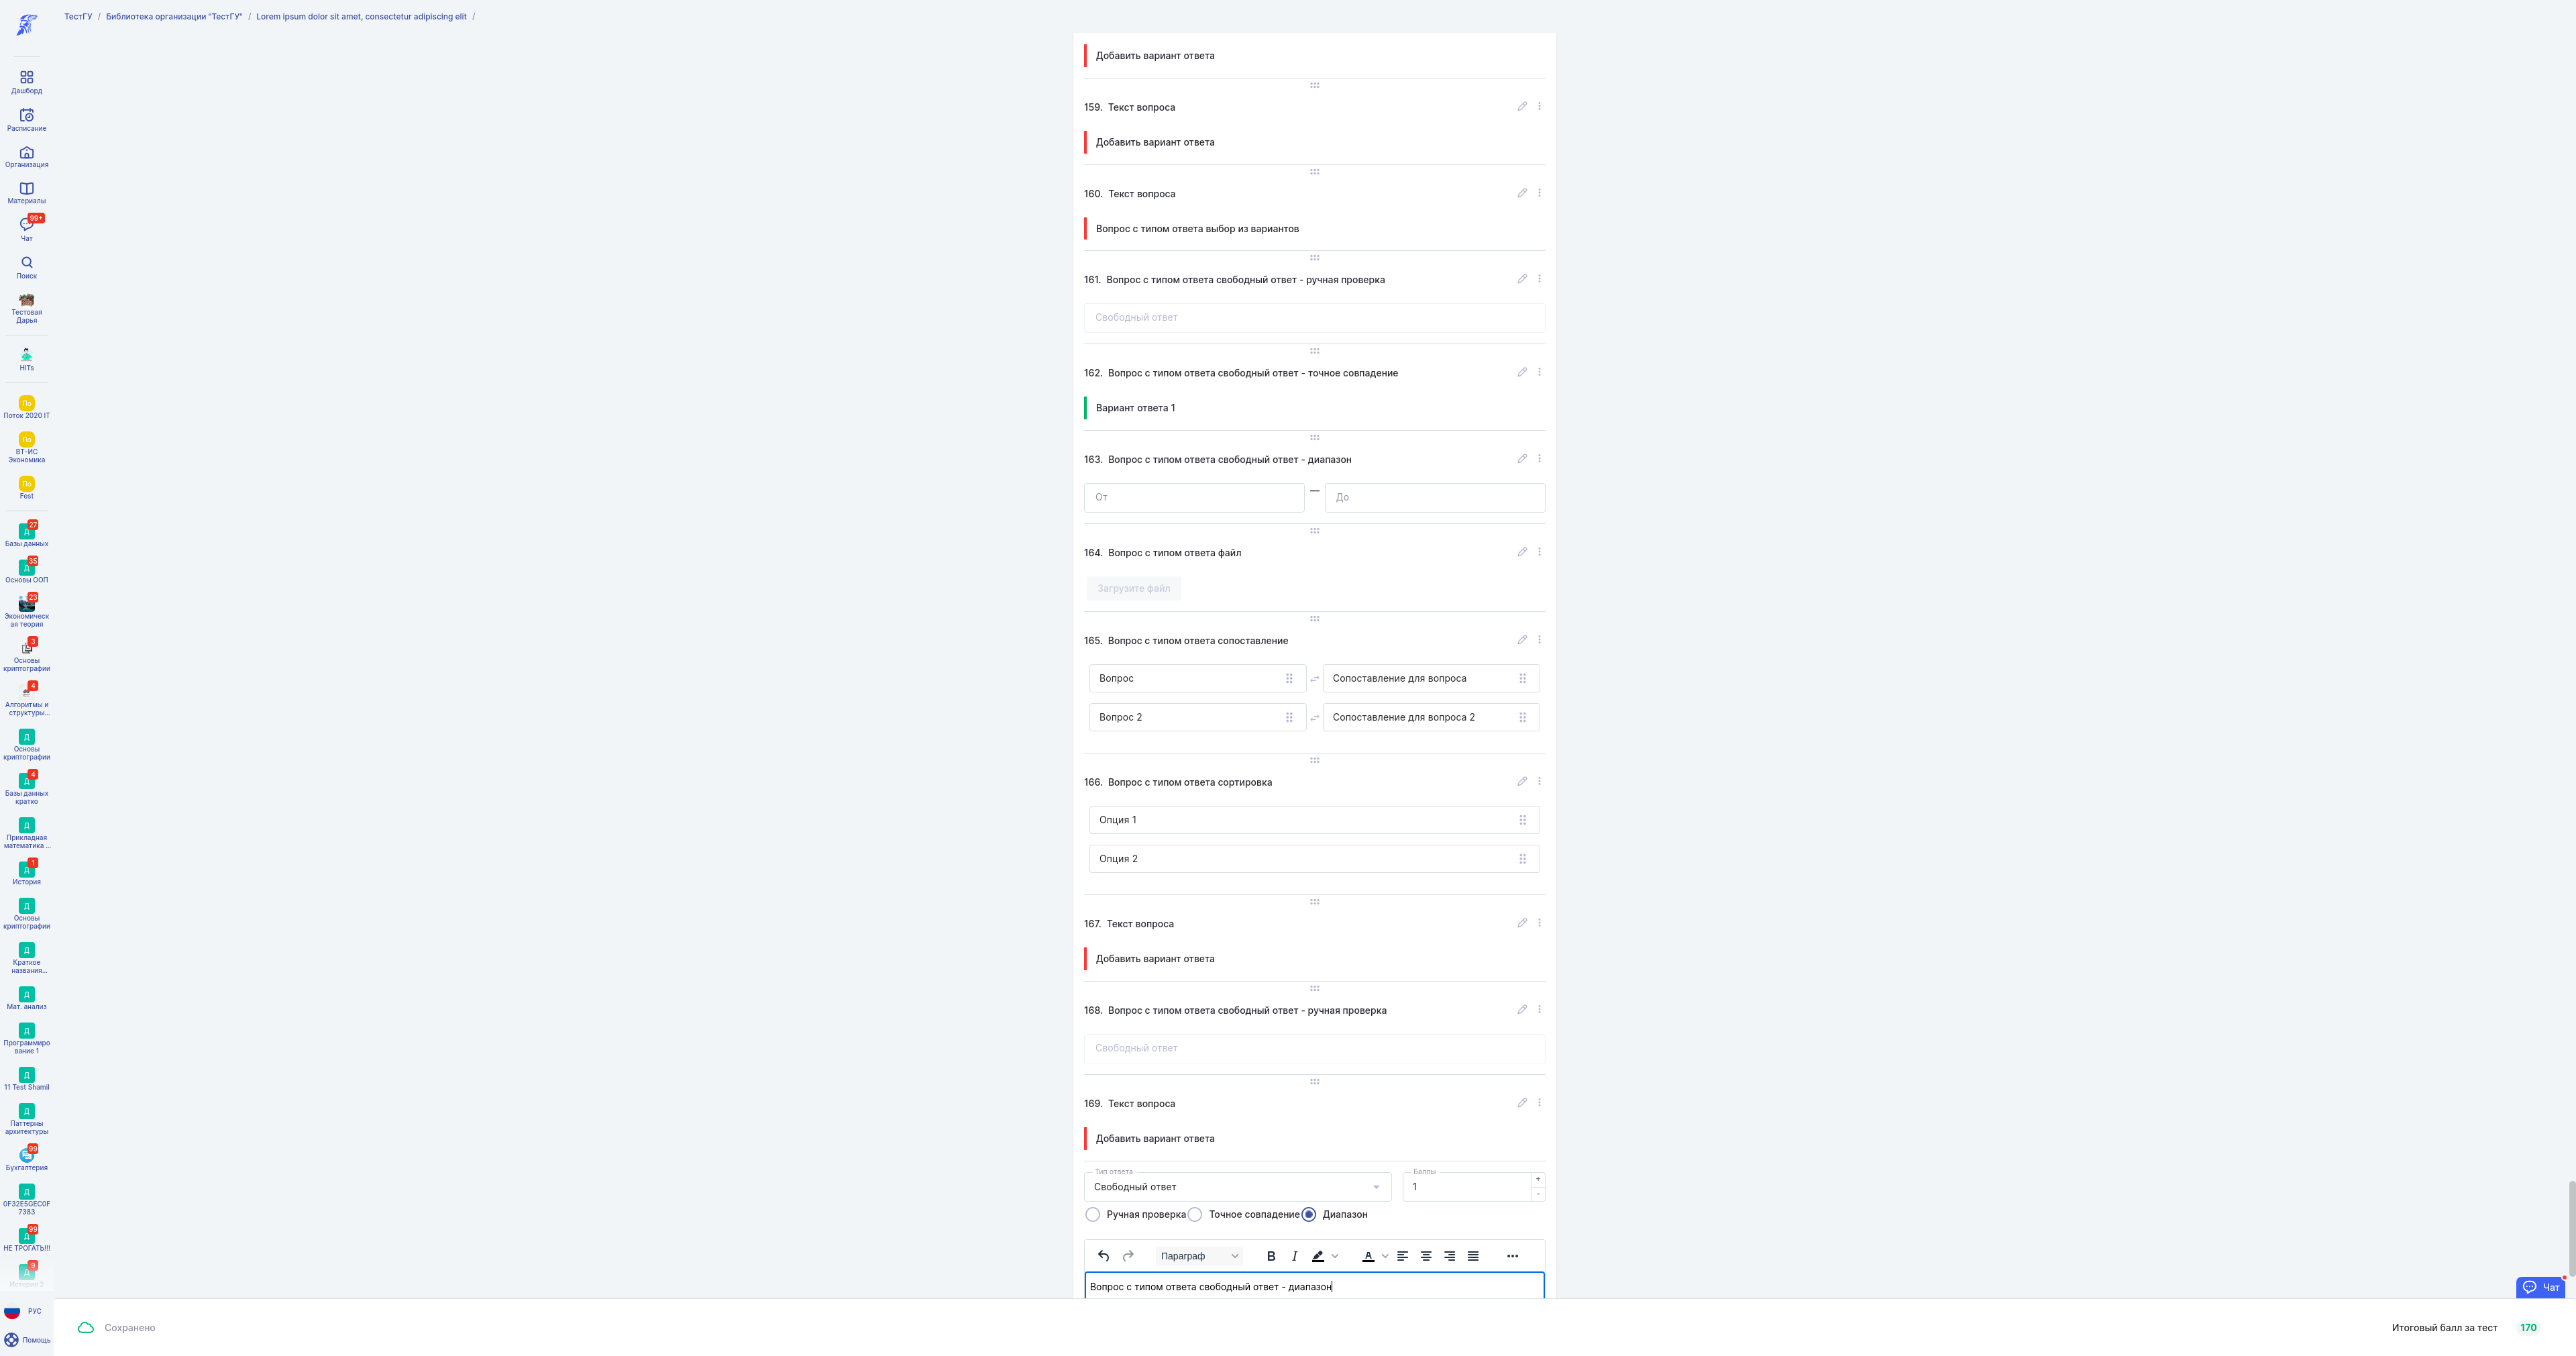 ТестГУ / Библиотека организации "ТестГУ" / Lorem ipsum dolor sit amet, consectetur adipiscing elit /
Дашборд
Расписание
Организация
Материалы
99+
Чат
Поиск
Тестовая
Дарья
HITs
По
Поток 2020 IT
По
ВТ-ИС
Экономика
По
Fest
27
Д
Базы данных
35
Д
Основы ООП
23
Экономическ
ая теория
3
Основы
криптографии
4
Алгоритмы и
структуры...
Д
Основы
криптографии
4
Д
Базы данных
кратко
Д
Прикладная
математика ...
1
Д
История
Д
Основы
криптографии
Д
Краткое
названия...
Д
Мат. анализ
Д
Программиро
вание 1
Д
11 Test Shamil
Д
Паттерны
архитектуры
99
Бухгалтерия
Д
0F32E5GEC0F
7383
99
Д
НЕ ТРОГАТЬ!!!
9
Д
История 2
РУС
Помощь
Добавить вариант ответа
159. Текст вопроса
Добавить вариант ответа
160. Текст вопроса
Вопрос с типом ответа выбор из вариантов
161. Вопрос с типом ответа свободный ответ - ручная проверка
Свободный ответ
162. Вопрос с типом ответа свободный ответ - точное совпадение
Вариант ответа 1
163. Вопрос с типом ответа свободный ответ - диапазон
От — До
164. Вопрос с типом ответа файл
Загрузите файл
165. Вопрос с типом ответа сопоставление
Вопрос Сопоставление для вопроса
Вопрос 2 Сопоставление для вопроса 2
166. Вопрос с типом ответа сортировка
Опция 1
Опция 2
167. Текст вопроса
Добавить вариант ответа
168. Вопрос с типом ответа свободный ответ - ручная проверка
Свободный ответ
169. Текст вопроса
Добавить вариант ответа
Тип ответа Баллы
Свободный ответ 1 + -
Ручная проверка Точное совпадение Диапазон
Параграф B I A
Вопрос с типом ответа свободный ответ - диапазон
Чат
Сохранено
Итоговый балл за тест 170